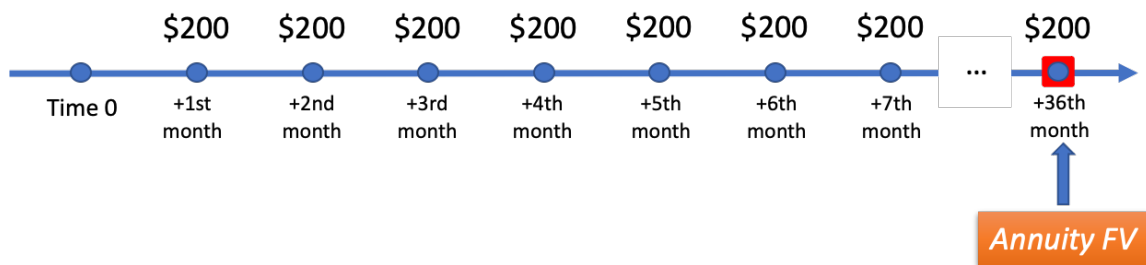 $200 $200 $200 $200 $200 $200 $200 $200
...
Time 0 +1st +2nd +3rd +4th +5th +6th +7th +36th
month month month month month month month month
Annuity FV